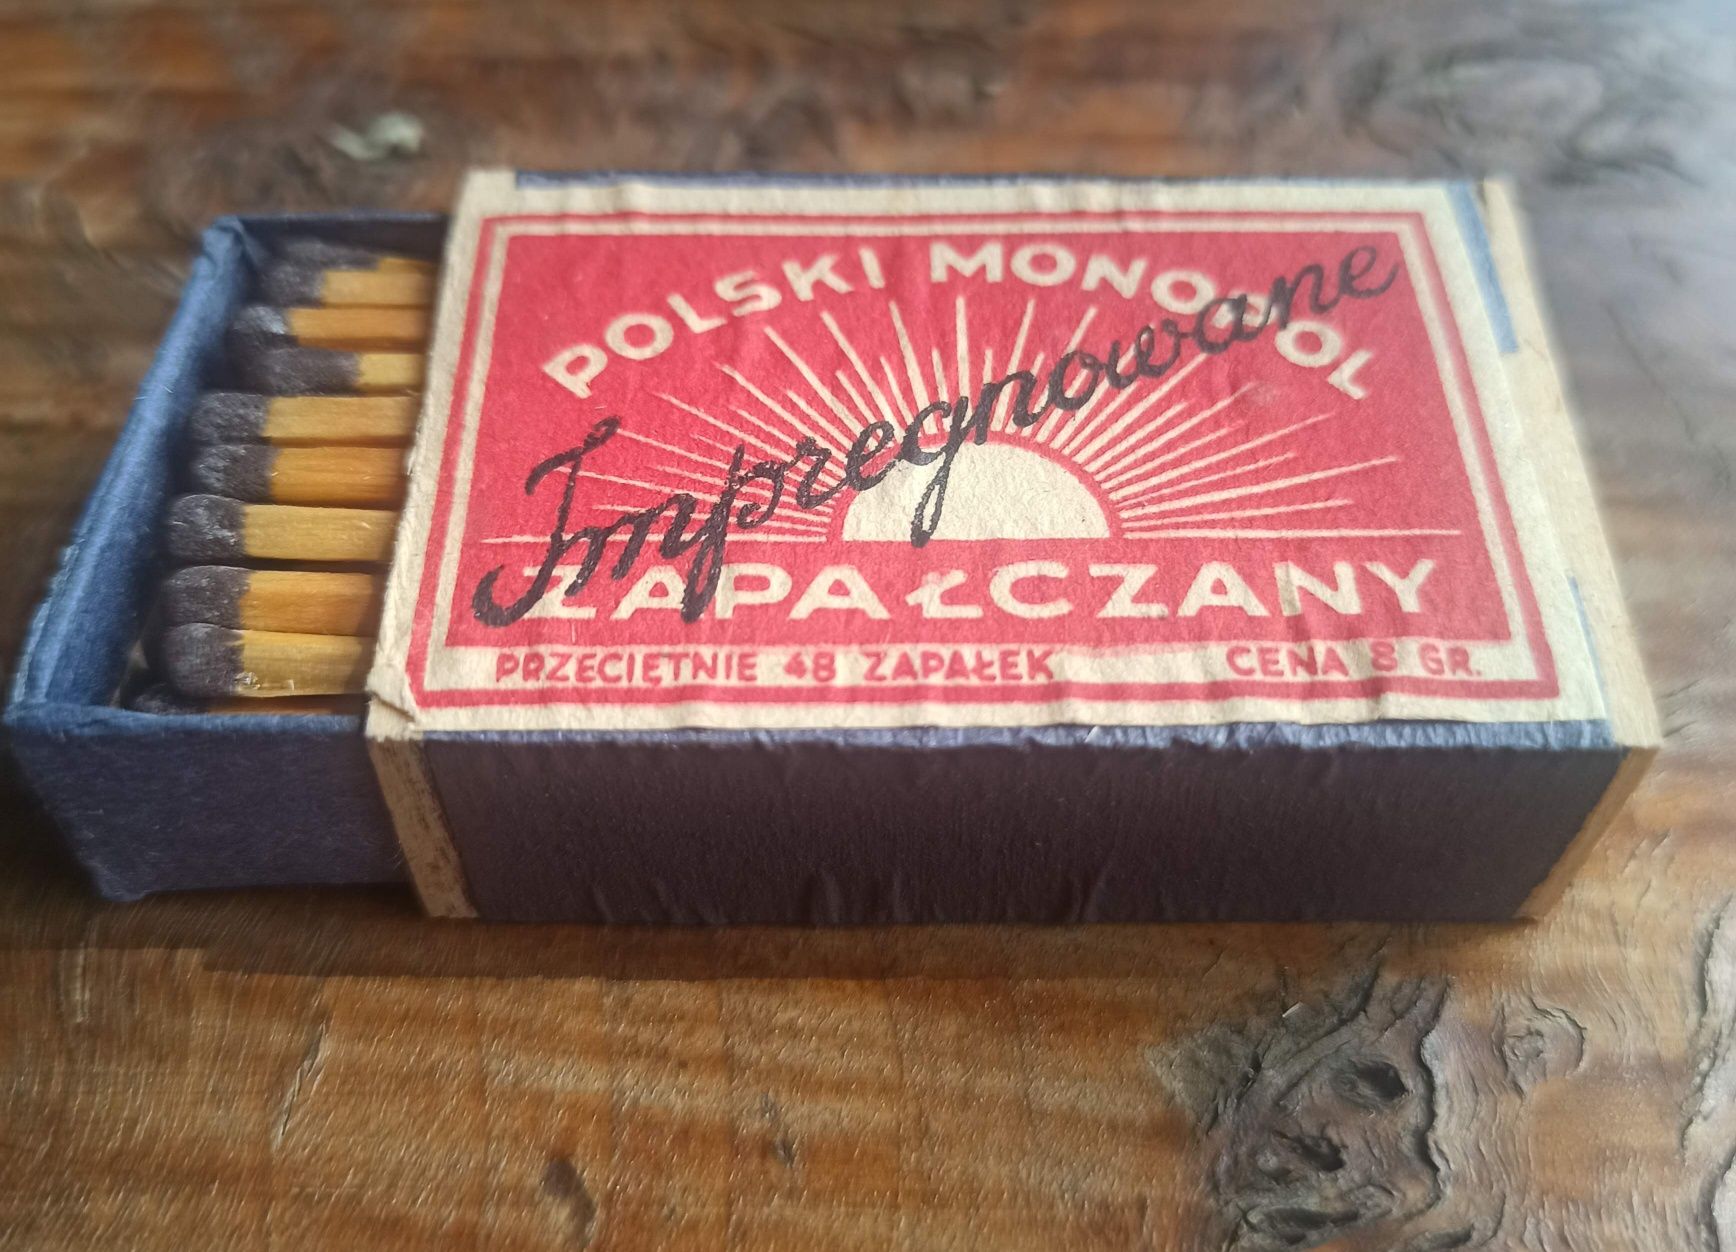 POLSKI MONOPOL
Impregnowane
ZAPAŁCZANY
PRZECIĘTNIE 48 ZAPAŁEK CENA 8 GR.